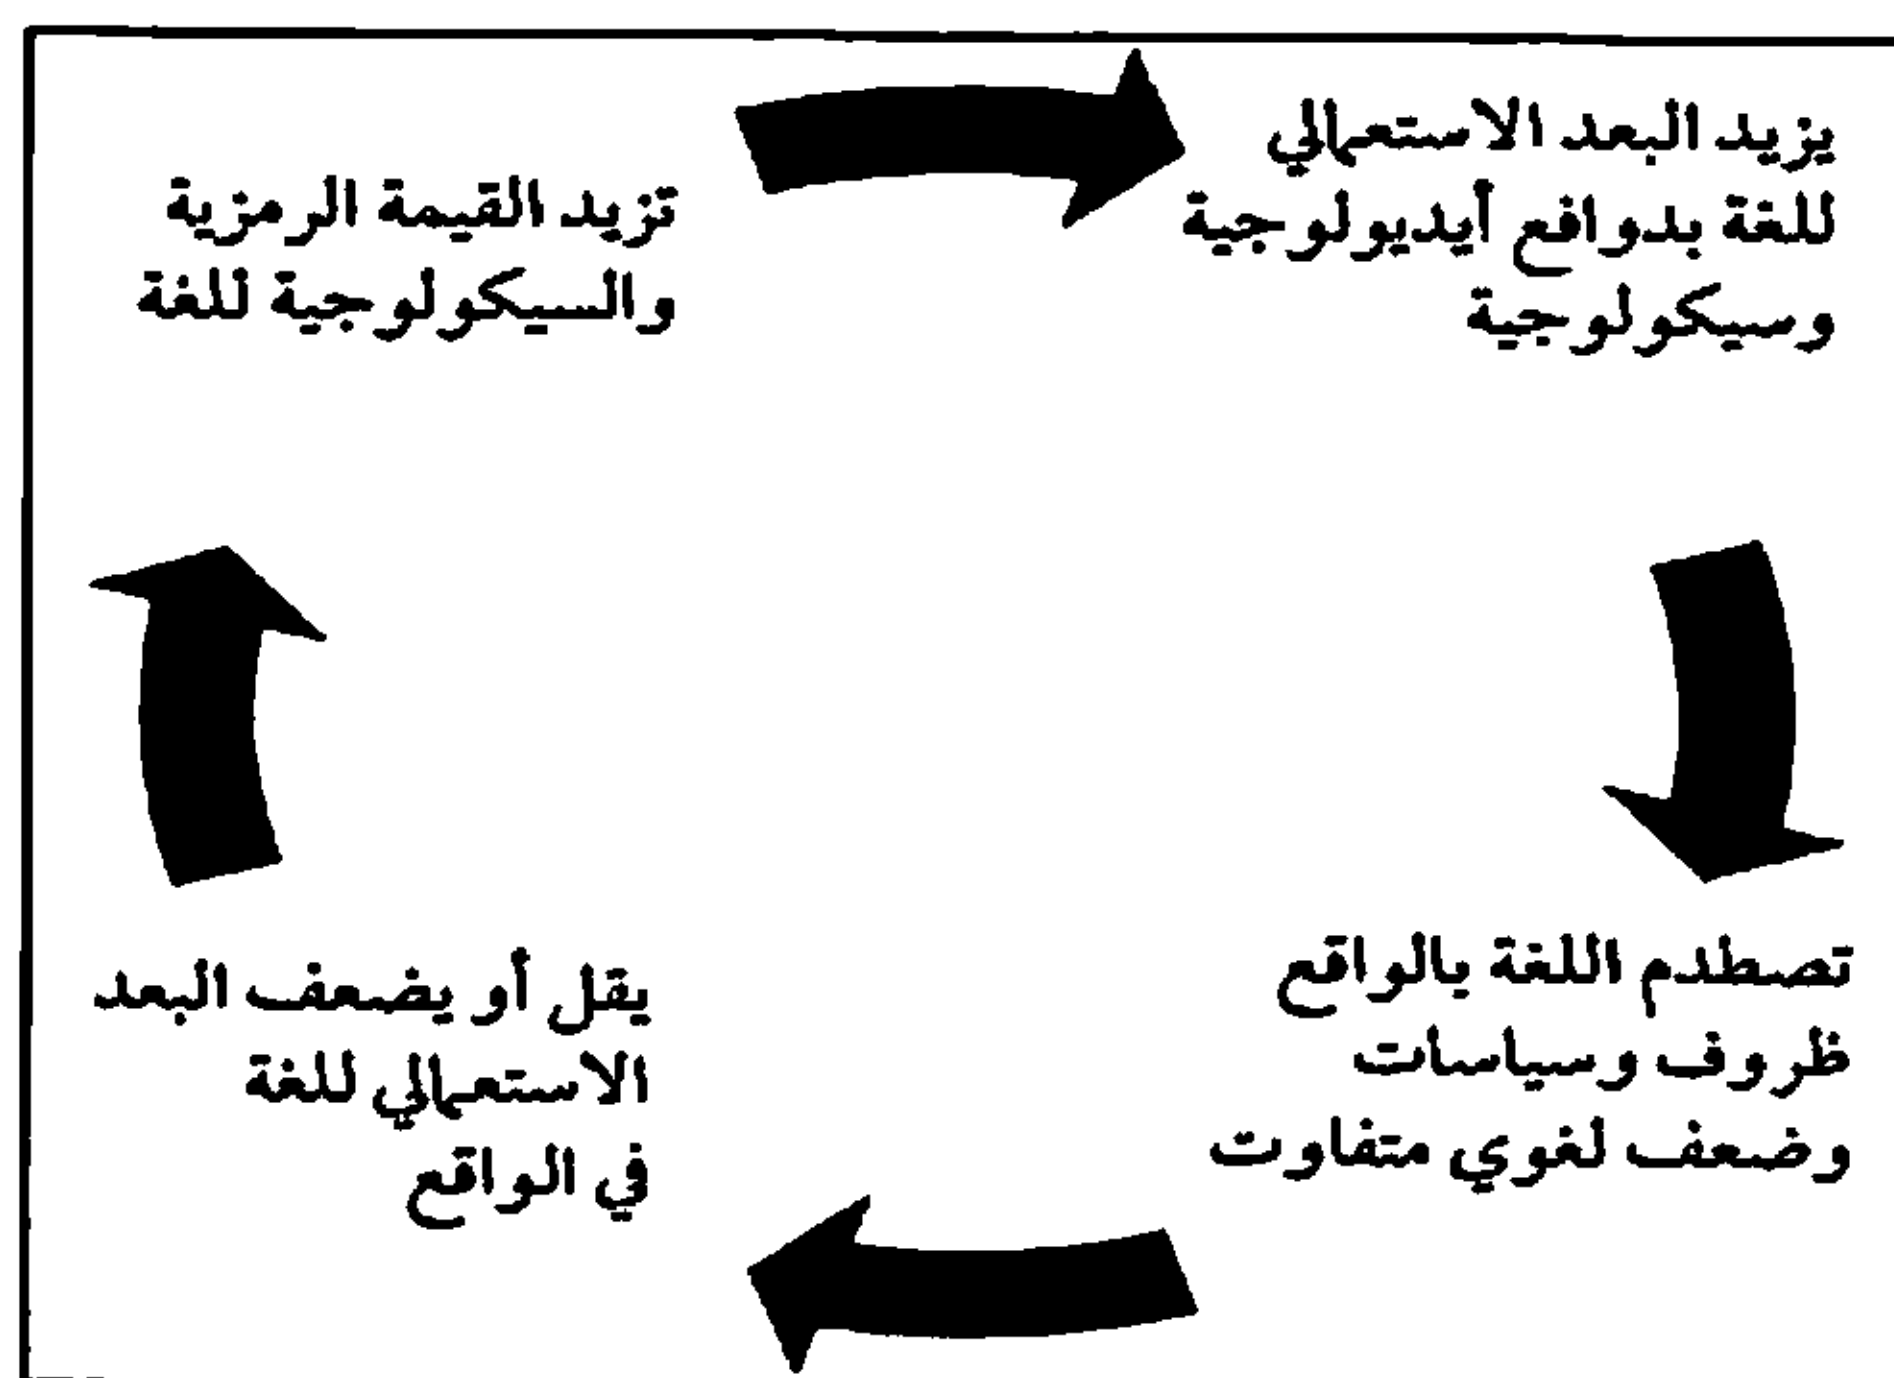 يزيد البعد الاستعمالي
للغة بدوافع أيديولوجية
وسيكولوجية
تزيد القيمة الرمزية
والسيكولوجية للغة
تصطدم اللغة بالواقع
ظروف وسياسات
وضعف لغوي متفاوت
يقل أو يضعف البعد
الاستعمالي للغة
في الواقع